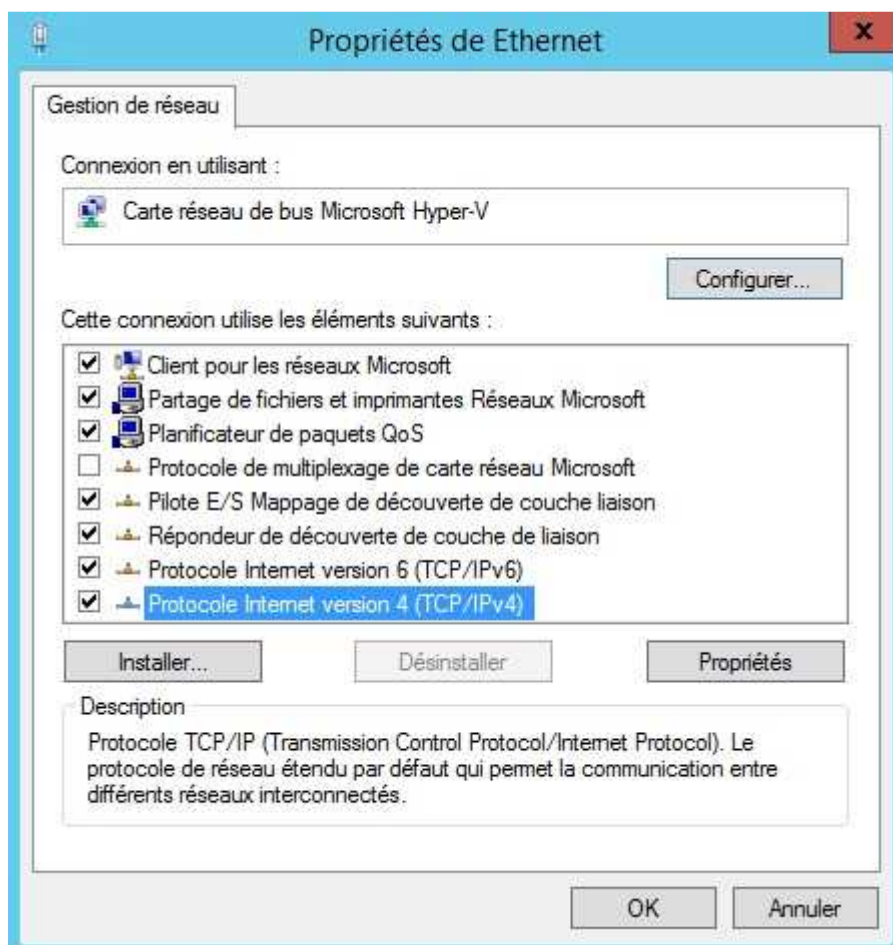 Propriétés de Ethernet
x
Gestion de réseau
Connexion en utilisant :
Carte réseau de bus Microsoft Hyper-V
Configurer...
Cette connexion utilise les éléments suivants :
Client pour les réseaux Microsoft
Partage de fichiers et imprimantes Réseaux Microsoft
Planificateur de paquets QoS
Protocole de multiplexage de carte réseau Microsoft
Pilote E/S Mappage de découverte de couche liaison
Répondeur de découverte de couche de liaison
Protocole Internet version 6 (TCP/IPv6)
Protocole Internet version 4 (TCP/IPv4)
Installer... Désinstaller Propriétés
Description
Protocole TCP/IP (Transmission Control Protocol/Internet Protocol). Le
protocole de réseau étendu par défaut qui permet la communication entre
différents réseaux interconnectés.
OK Annuler